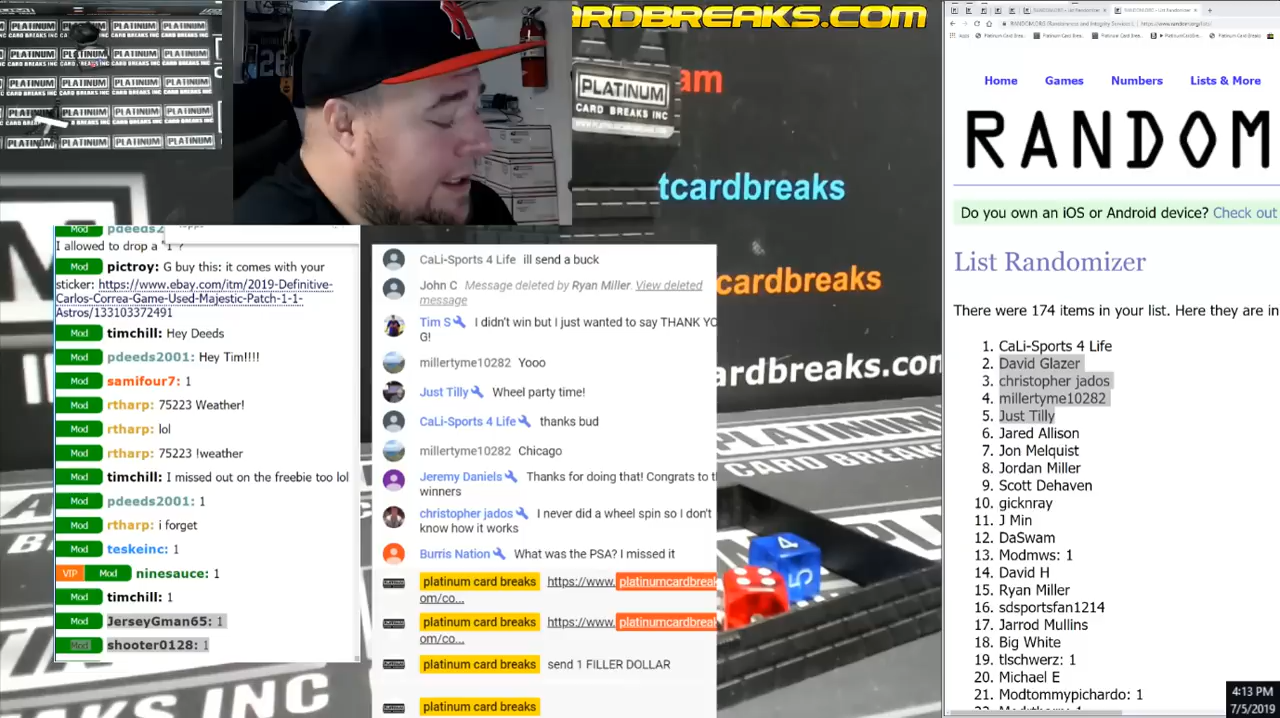 CARDBREAKS.COM
PLATINUM
CARD BREAKS INC
am
tcardbreaks
cardbreaks
ardbreaks.com
PLATINUM
CARD BREAKS
Mod pdeeds2
I allowed to drop a "1"?
Mod pictroy: G buy this: it comes with your
sticker: https://www.ebay.com/itm/2019-Definitive-
Carlos-Correa-Game-Used-Majestic-Patch-1-1-
Astros/133103372491
Mod timchill: Hey Deeds
Mod pdeeds2001: Hey Tim!!!!
Mod samifour7: 1
Mod rtharp: 75223 Weather!
Mod rtharp: lol
Mod rtharp: 75223 !weather
Mod timchill: I missed out on the freebie too lol
Mod pdeeds2001: 1
Mod rtharp: i forget
Mod teskeinc: 1
VIP Mod ninesauce: 1
Mod timchill: 1
JerseyGman65: 1
Mod shooter0128: 1
CaLi-Sports 4 Life ill send a buck
John C Message deleted by Ryan Miller. View deleted
message
Tim S I didn't win but I just wanted to say THANK YO
G!
millertyme10282 Yooo
Just Tilly Wheel party time!
CaLi-Sports 4 Life thanks bud
millertyme10282 Chicago
Jeremy Daniels Thanks for doing that! Congrats to t
winners
christopher jados I never did a wheel spin so I don't
know how it works
Burris Nation What was the PSA? I missed it
platinum card breaks https://www.platinumcardbreak
om/co...
platinum card breaks https://www.platinumcardbreak
om/co...
platinum card breaks send 1 FILLER DOLLAR
platinum card breaks
RANDOM.ORG - List Randomizer
Home Games Numbers Lists & More
RANDOM
Do you own an iOS or Android device? Check out
List Randomizer
There were 174 items in your list. Here they are in
1. CaLi-Sports 4 Life
2. David Glazer
3. christopher jados
4. millertyme10282
5. Just Tilly
6. Jared Allison
7. Jon Melquist
8. Jordan Miller
9. Scott Dehaven
10. gicknray
11. J Min
12. DaSwam
13. Modmws: 1
14. David H
15. Ryan Miller
16. sdsportsfan1214
17. Jarrod Mullins
18. Big White
19. tlschwerz: 1
20. Michael E
21. Modtommypichardo: 1
4:13 PM
7/5/2019